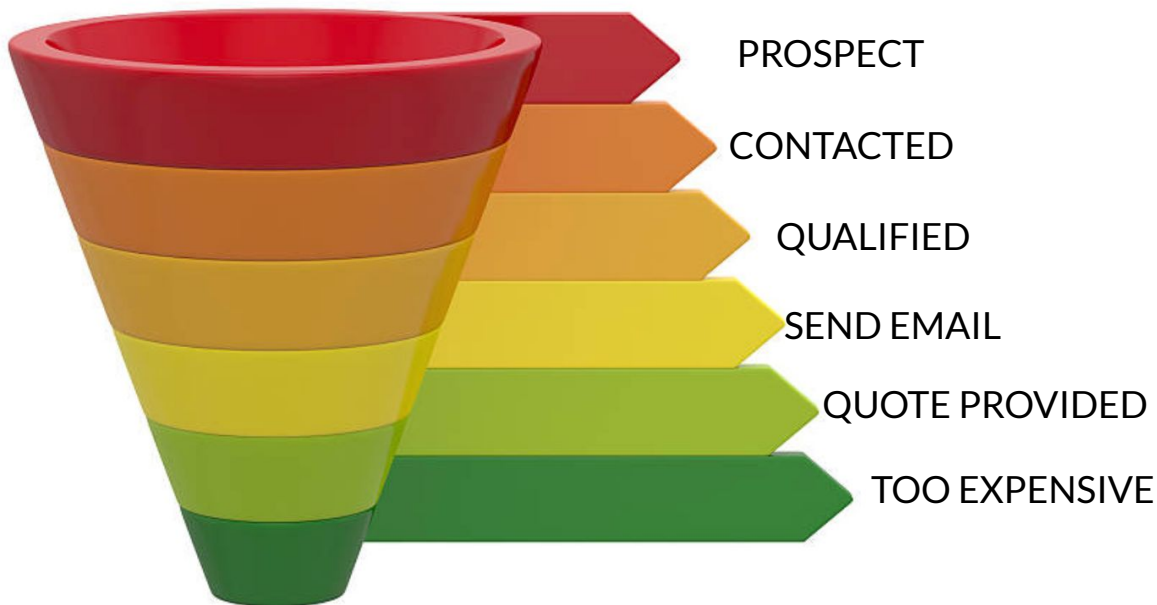 PROSPECT
CONTACTED
QUALIFIED
SEND EMAIL
QUOTE PROVIDED
TOO EXPENSIVE